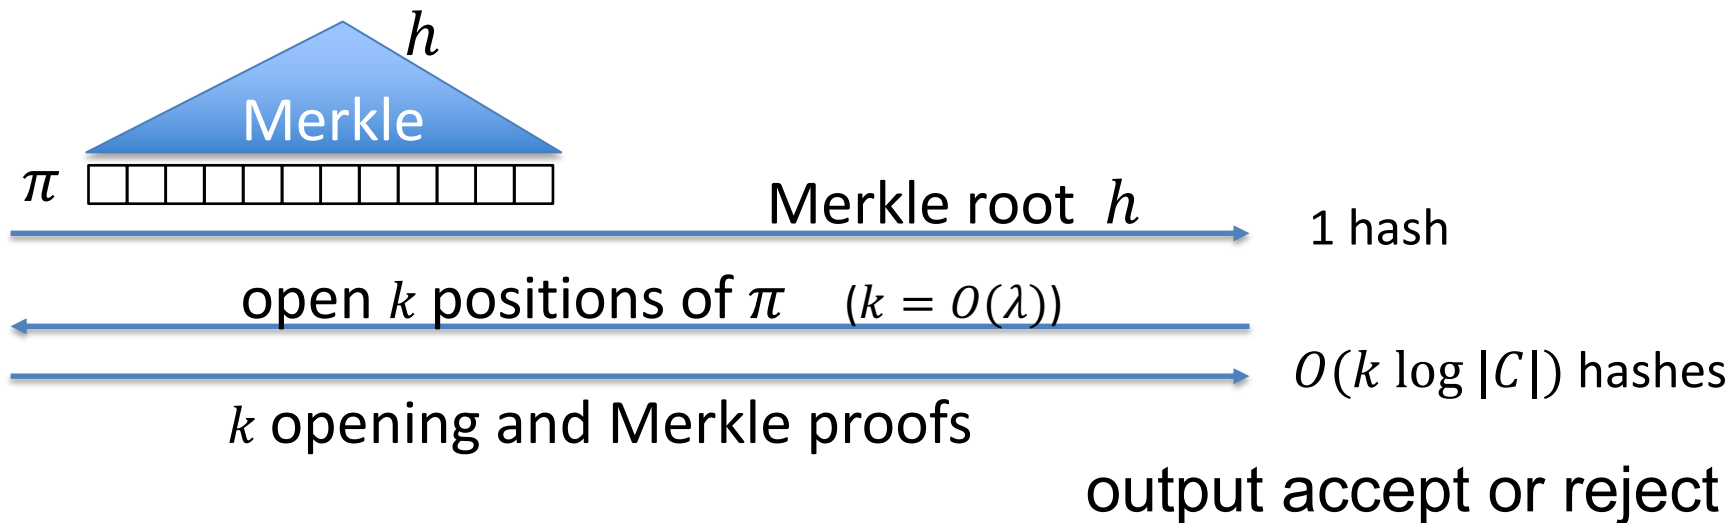 h
Merkle
π
Merkle root h
1 hash
open k positions of π (k = O(λ))
O(k log |C|) hashes
k opening and Merkle proofs
output accept or reject